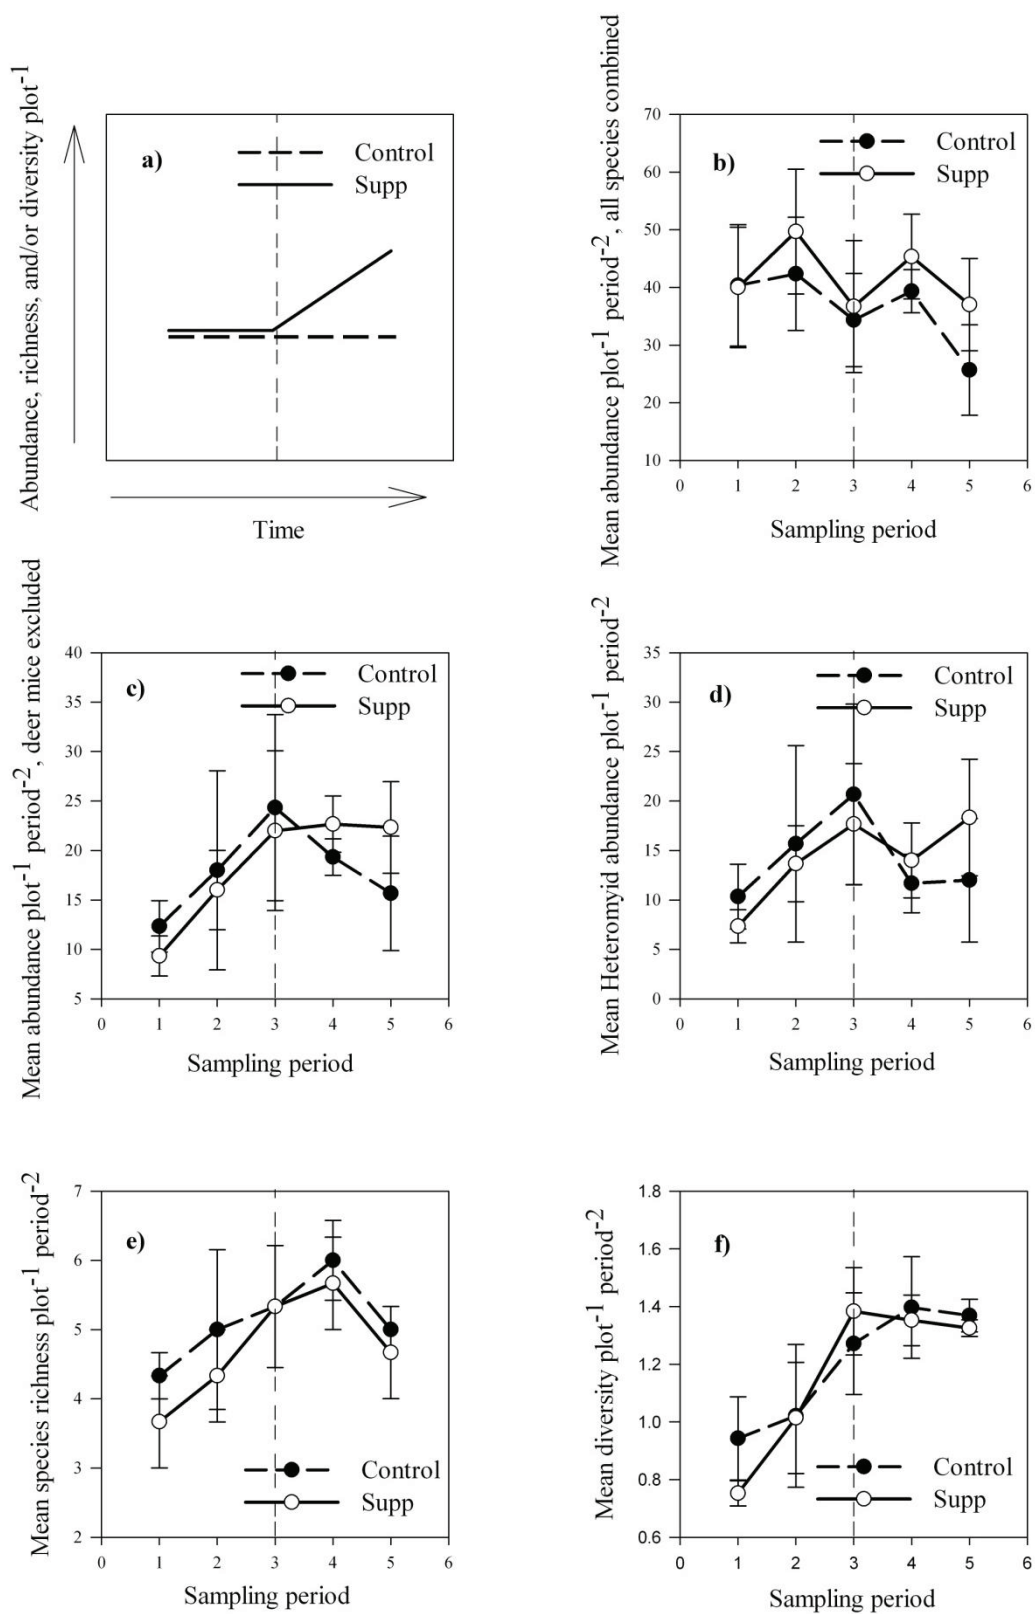 Abundance, richness, and/or diversity plot-1
a)
Control
Supp
Time
Mean abundance plot-1 period-2, all species combined
70
60
50
40
30
20
10
b)
Control
Supp
0 1 2 3 4 5 6
Sampling period
Mean abundance plot-1 period-2, deer mice excluded
40
35
30
25
20
15
10
5
c)
Control
Supp
0 1 2 3 4 5 6
Sampling period
Mean Heteromyid abundance plot-1 period-2
35
30
25
20
15
10
5
0
d)
Control
Supp
0 1 2 3 4 5 6
Sampling period
Mean species richness plot-1 period-2
7
6
5
4
3
2
e)
Control
Supp
0 1 2 3 4 5 6
Sampling period
Mean diversity plot-1 period-2
1.8
1.6
1.4
1.2
1.0
0.8
0.6
f)
Control
Supp
0 1 2 3 4 5 6
Sampling period